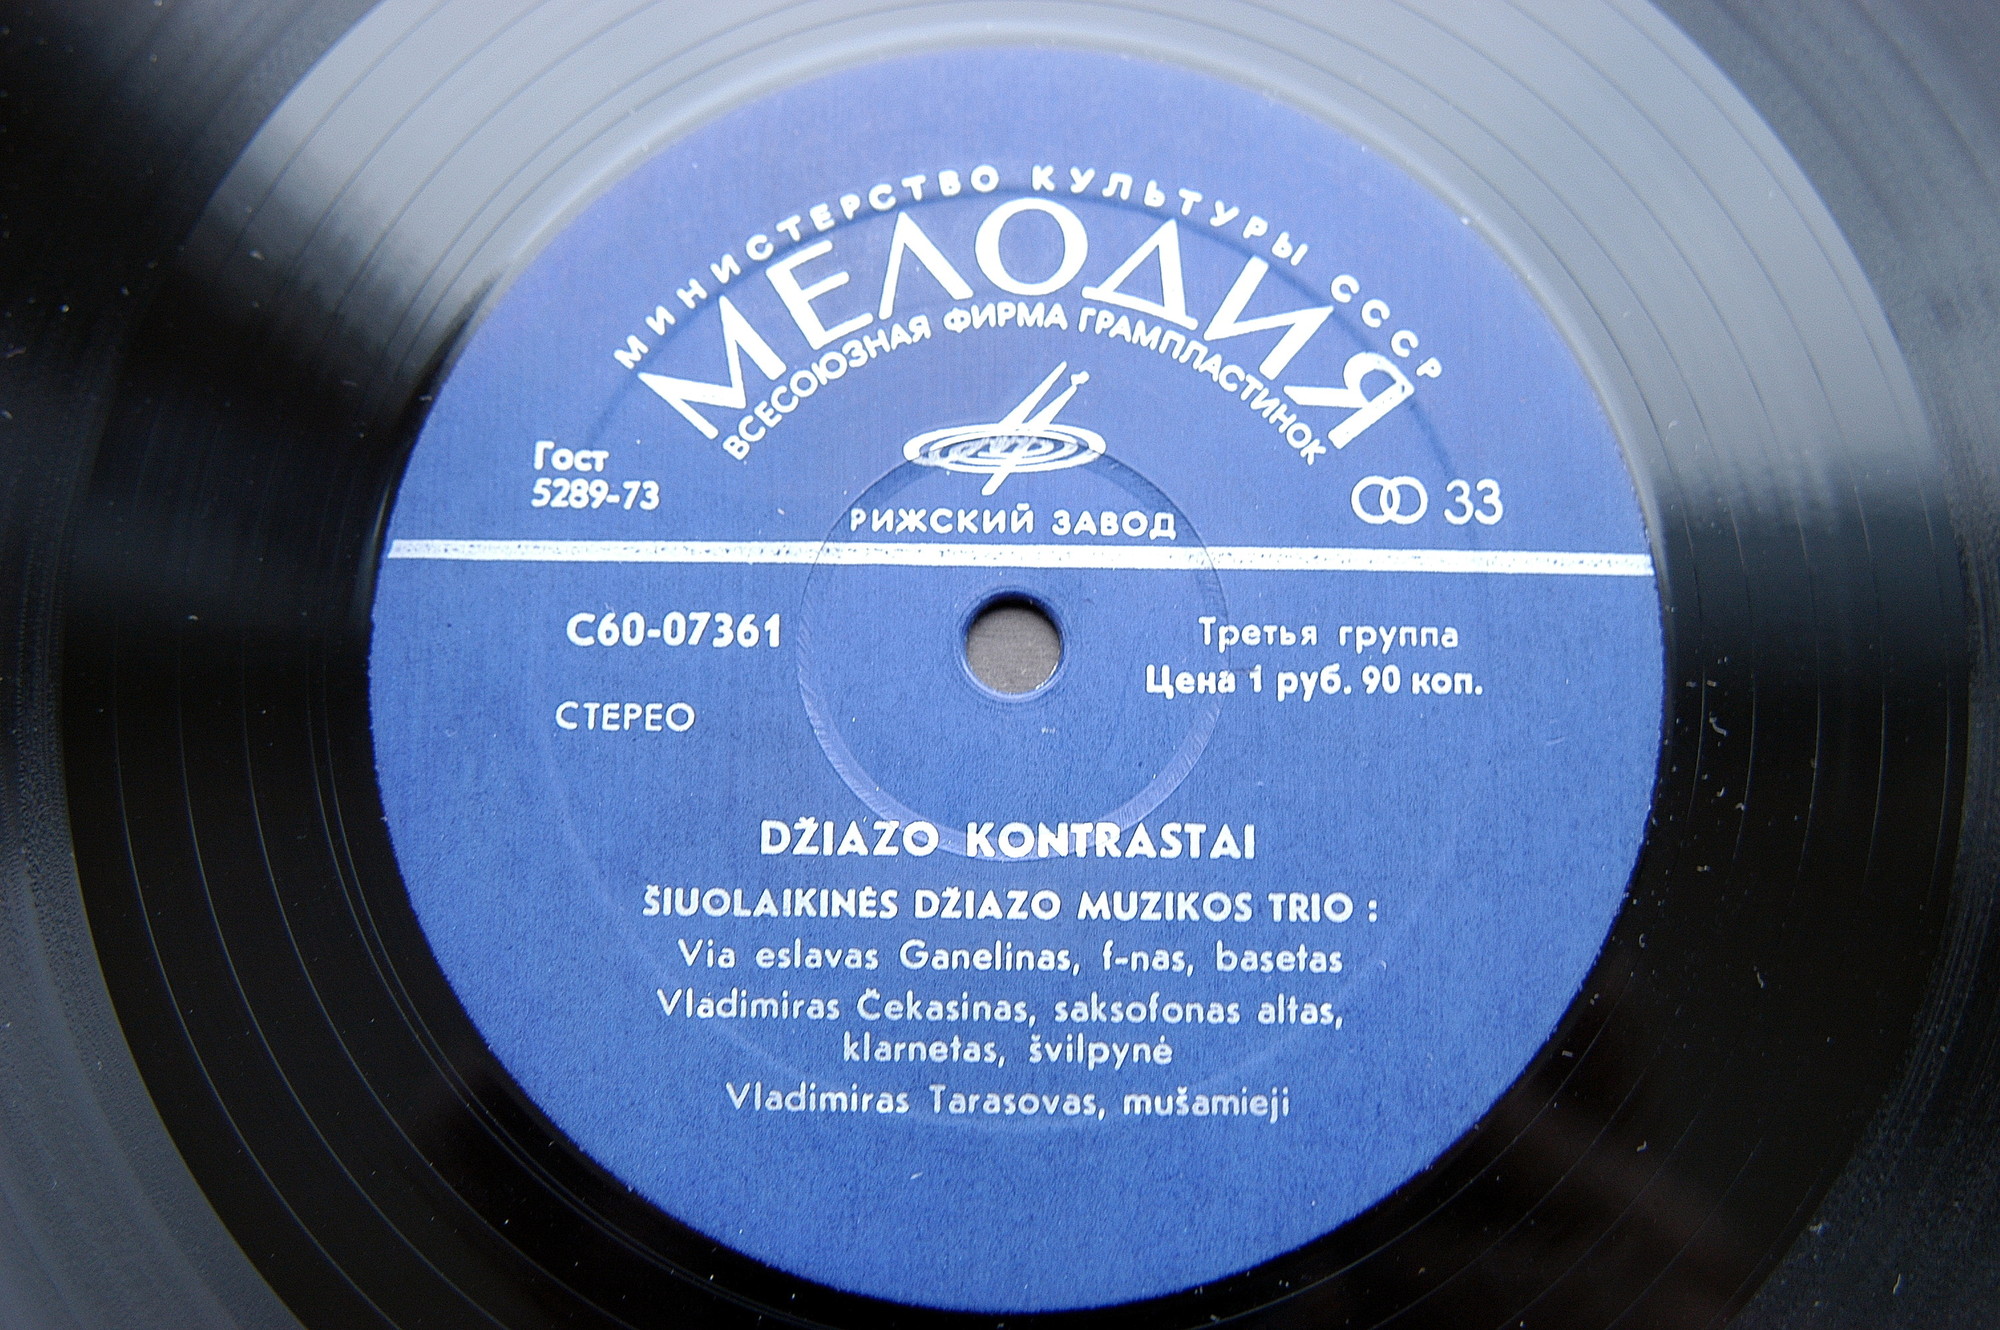 МИНИСТЕРСТВО КУЛЬТУРЫ СССР
МЕЛОДИЯ
ВСЕСОЮЗНАЯ ФИРМА ГРАМПЛАСТИНОК
Гост
5289-73
33
РИЖСКИЙ ЗАВОД
С60-07361
Третья группа
Цена 1 руб. 90 коп.
СТЕРЕО
DŽIAZO KONTRASTAI
ŠIUOLAIKINĖS DŽIAZO MUZIKOS TRIO :
Via eslavas Ganelinas, f-nas, basetas
Vladimiras Čekasinas, saksofonas altas,
klarnetas, švilpynė
Vladimiras Tarasovas, mušamieji